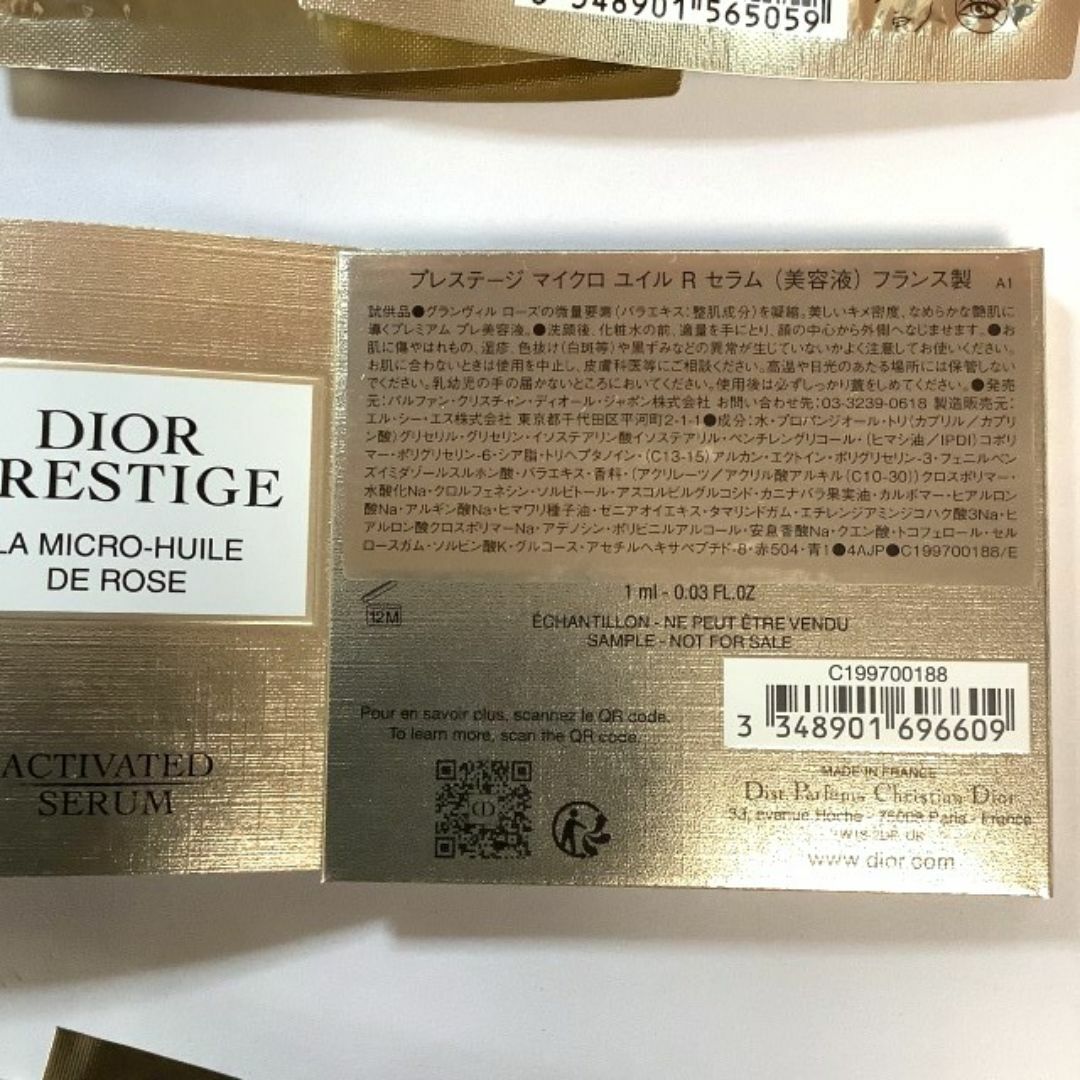 3 348901 565059
DIOR
PRESTIGE
LA MICRO-HUILE
DE ROSE
ACTIVATED
SERUM
プレステージ マイクロ ユイル R セラム（美容液）フランス製 A1
試供品●グランヴィル ローズの微量要素（バラエキス：整肌成分）を凝縮。美しいキメ密度、なめらかな艶肌に
導くプレミアム プレ美容液。●洗顔後、化粧水の前、適量を手にとり、顔の中心から外側へなじませます。●お
肌に傷やはれもの、湿疹、色抜け（白斑等）や黒ずみなどの異常が生じていないかよく注意してお使いください。
お肌に合わないときは使用を中止し、皮膚科医等にご相談ください。高温や日光のあたる場所には保管しない
でください。乳幼児の手の届かないところにおいてください。使用後は必ずしっかり蓋をしめてください。●発売
元：パルファン・クリスチャン・ディオール・ジャポン株式会社 お問い合わせ先：03-3239-0618 製造販売元：
エル・シー・エス株式会社 東京都千代田区平河町2-1-1●成分：水・プロパンジオール・トリ（カプリル／カプリ
ン酸）グリセリル・グリセリン・イソステアリン酸イソステアリル・ペンチレングリコール・（ヒマシ油／IPDI）コポリ
マー・ポリグリセリン-6・シア脂・トリヘプタノイン・（C13-15）アルカン・エクトイン・ポリグリセリン-3・フェニルベン
ズイミダゾールスルホン酸・バラエキス・香料・（アクリレーツ／アクリル酸アルキル（C10-30））クロスポリマー・
水酸化Na・クロルフェネシン・ソルビトール・アスコルビルグルコシド・カニナバラ果実油・カルボマー・ヒアルロン
酸Na・アルギン酸Na・ヒマワリ種子油・ゼニアオイエキス・タマリンドガム・エチレンジアミンジコハク酸3Na・ヒ
アルロン酸クロスポリマーNa・アデノシン・ポリビニルアルコール・安息香酸Na・クエン酸・トコフェロール・セル
ロースガム・ソルビン酸K・グルコース・アセチルヘキサペプチド-8・赤504・青1●4AJP●C199700188/E
1 ml - 0.03 FL.OZ
12M
ÉCHANTILLON - NE PEUT ÊTRE VENDU
SAMPLE - NOT FOR SALE
C199700188
3 348901 696609
Pour en savoir plus, scannez le QR code.
To learn more, scan the QR code.
MADE IN FRANCE
Dist. Parfums Christian Dior
33, avenue Hoche - 75008 Paris - France
W1S 2DP, UK
www.dior.com